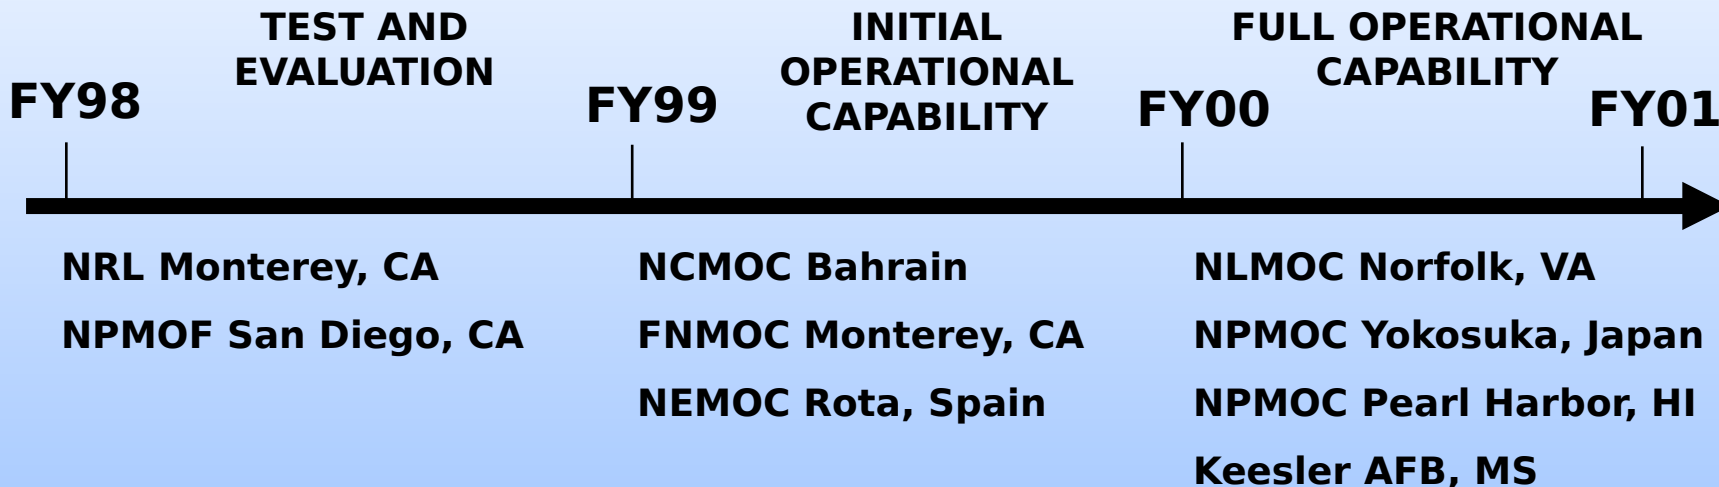 TEST AND
EVALUATION
INITIAL
OPERATIONAL
CAPABILITY
FULL OPERATIONAL
CAPABILITY
FY98
FY99
FY00
FY01
NRL Monterey, CA
NPMOF San Diego, CA
NCMOC Bahrain
FNMOC Monterey, CA
NEMOC Rota, Spain
NLMOC Norfolk, VA
NPMOC Yokosuka, Japan
NPMOC Pearl Harbor, HI
Keesler AFB, MS